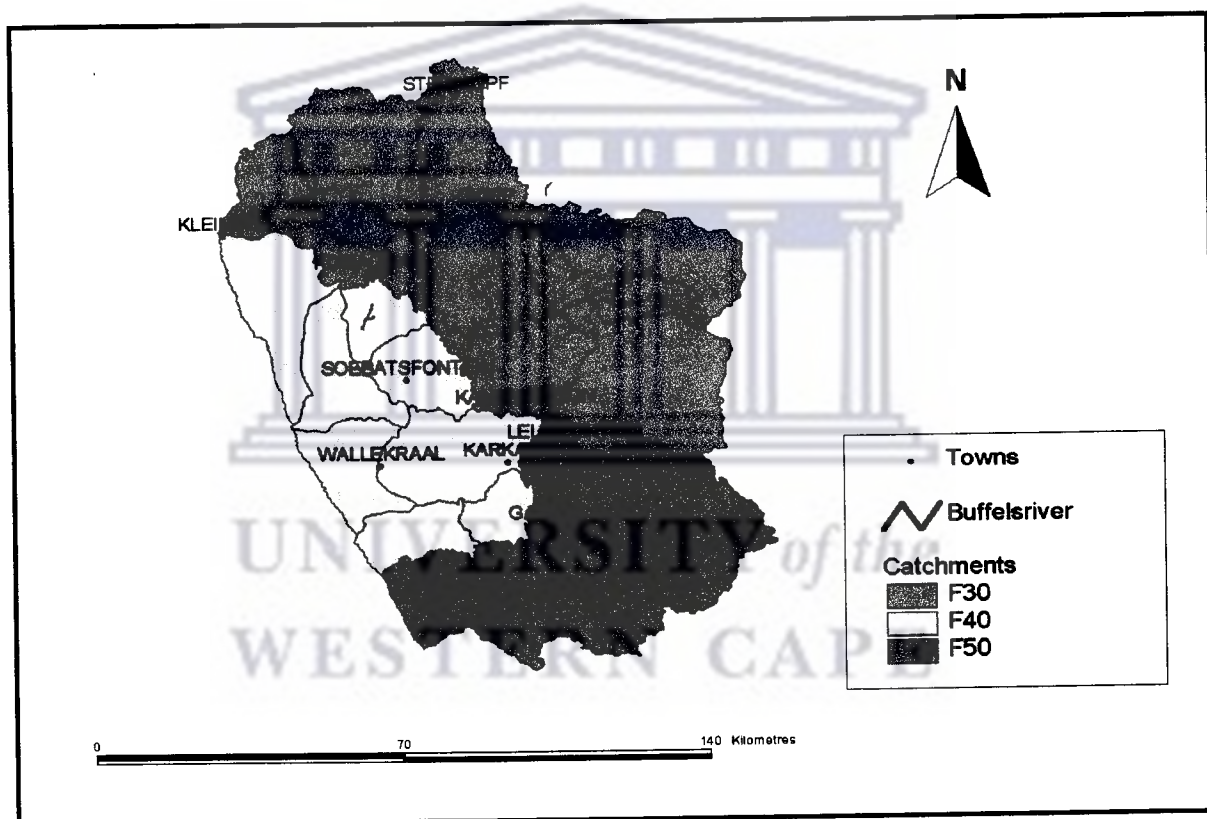 N
KLEI
SOEBATSFONT
KA
LEI
WALLEKRAAL
KARKA
G
Towns
Buffelsriver
Catchments
F30
F40
F50
UNIVERSITY of the
WESTERN CAPE
0 70 140 Kilometres